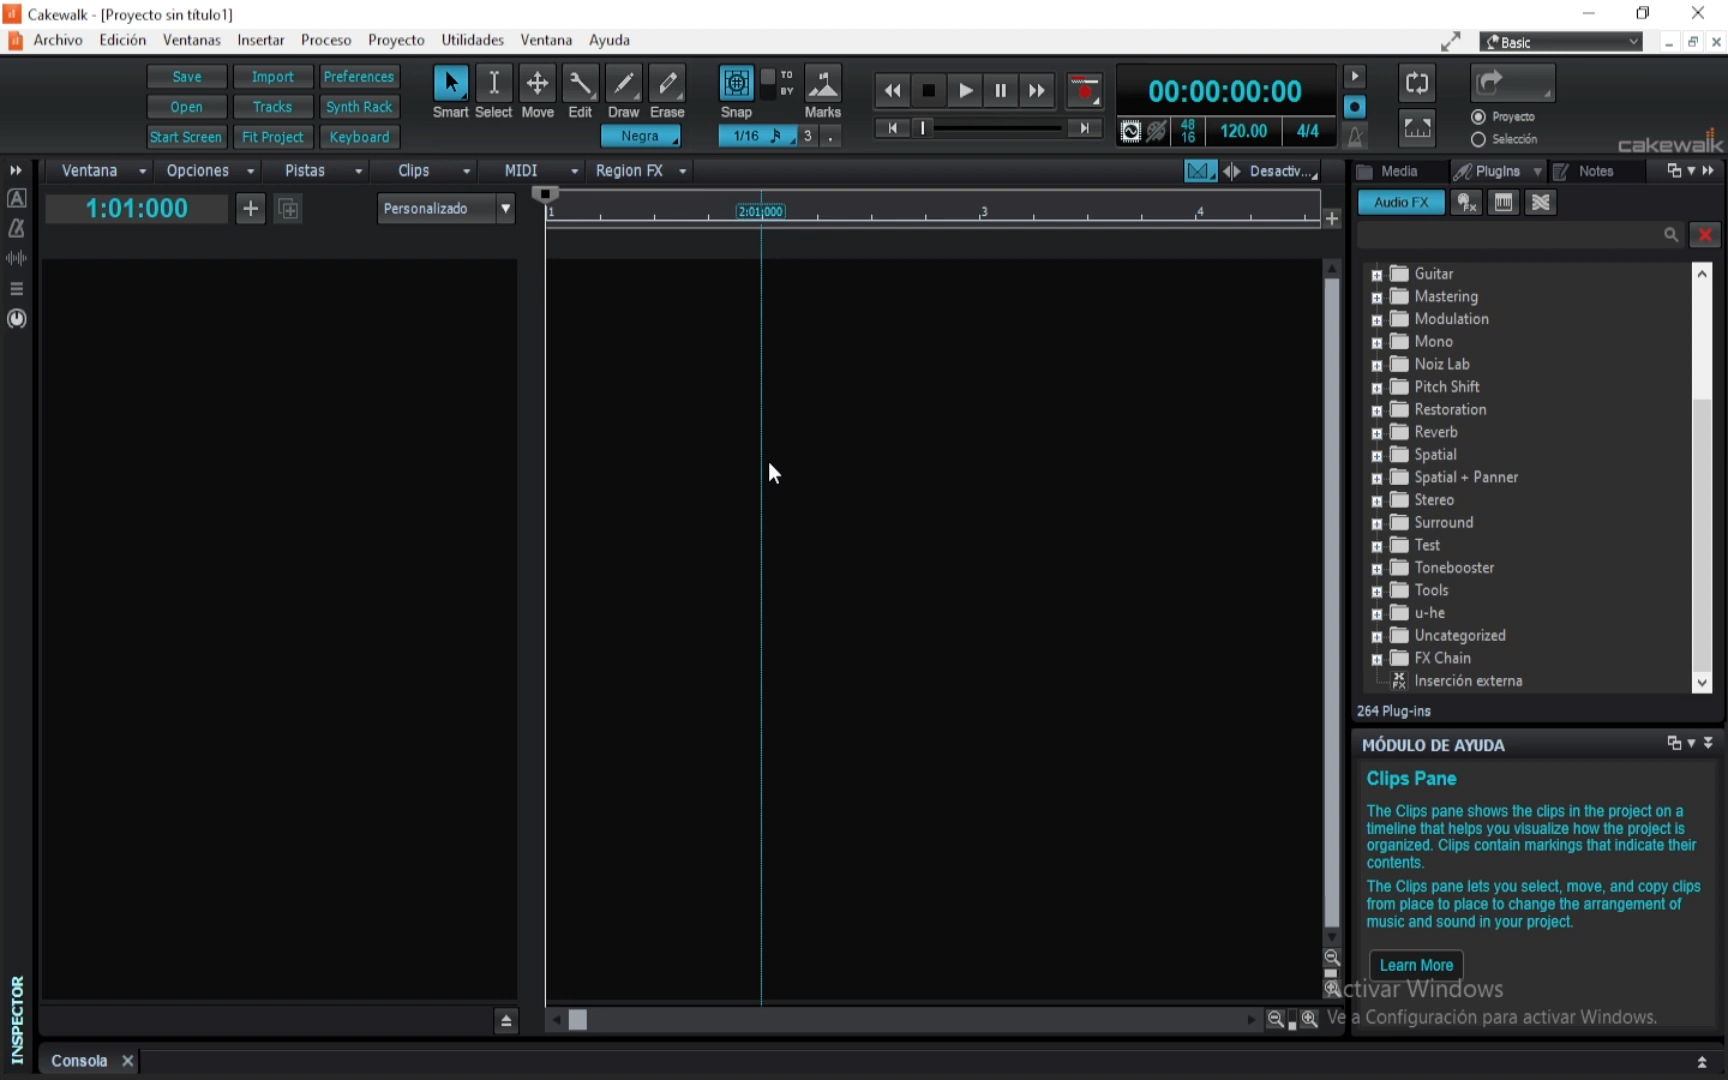 Cakewalk - [Proyecto sin título1]
Archivo Edición Ventanas Insertar Proceso Proyecto Utilidades Ventana Ayuda
Basic
Save Import Preferences
Open Tracks Synth Rack
Start Screen Fit Project Keyboard
Smart Select Move Edit Draw Erase
Negra
Snap TO BY Marks
1/16 3 .
00:00:00:00
48 16 120.00 4/4
Proyecto
Selección
cakewalk
Ventana Opciones Pistas Clips MIDI Region FX Desactiv...
Media PlugIns Notes
1:01:000 Personalizado
1 2:01:000 3 4
Audio FX
Guitar
Mastering
Modulation
Mono
Noiz Lab
Pitch Shift
Restoration
Reverb
Spatial
Spatial + Panner
Stereo
Surround
Test
Tonebooster
Tools
u-he
Uncategorized
FX Chain
FX Inserción externa
264 Plug-ins
MÓDULO DE AYUDA
Clips Pane
The Clips pane shows the clips in the project on a
timeline that helps you visualize how the project is
organized. Clips contain markings that indicate their
contents.
The Clips pane lets you select, move, and copy clips
from place to place to change the arrangement of
music and sound in your project.
Learn More
Activar Windows
Ve a Configuración para activar Windows.
INSPECTOR
Consola